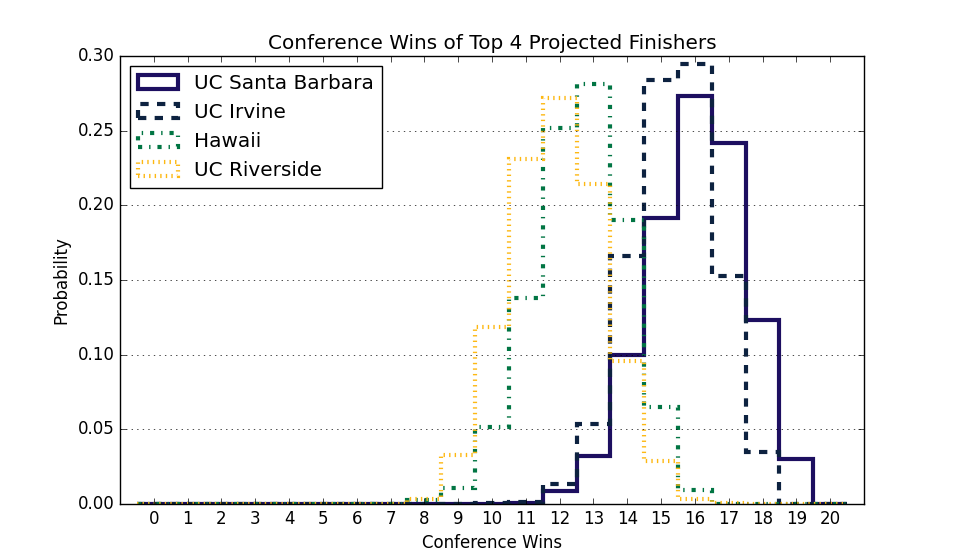 Conference Wins of Top 4 Projected Finishers
0.30
0.25
0.20
0.15
0.10
0.05
0.00
Probability
UC Santa Barbara
UC Irvine
Hawaii
UC Riverside
0 1 2 3 4 5 6 7 8 9 10 11 12 13 14 15 16 17 18 19 20
Conference Wins